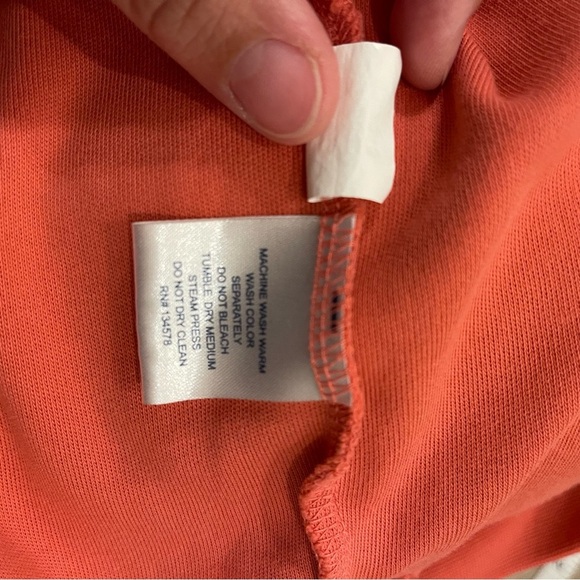 MACHINE WASH WARM
WASH COLOR
SEPARATELY
DO NOT BLEACH
TUMBLE DRY MEDIUM
STEAM PRESS
DO NOT DRY CLEAN
RN# 134578